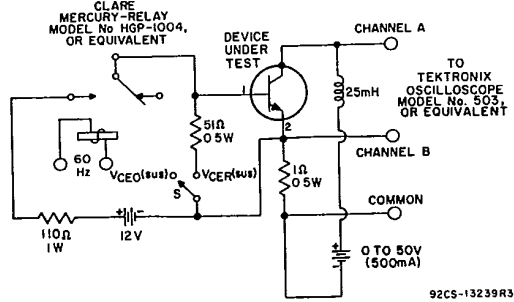 CLARE
MERCURY-RELAY
MODEL No HGP-1004,
OR EQUIVALENT
DEVICE
UNDER
TEST
CHANNEL A
TO
TEKTRONIX
OSCILLOSCOPE
MODEL No. 503,
OR EQUIVALENT
1
25mH
2
51Ω
0.5W
CHANNEL B
60
Hz
VCEO(sus)
VCER(sus)
S
1Ω
0.5W
COMMON
110Ω
1W
+ -
12V
+
-
0 TO 50V
(500mA)
92CS-13239R3